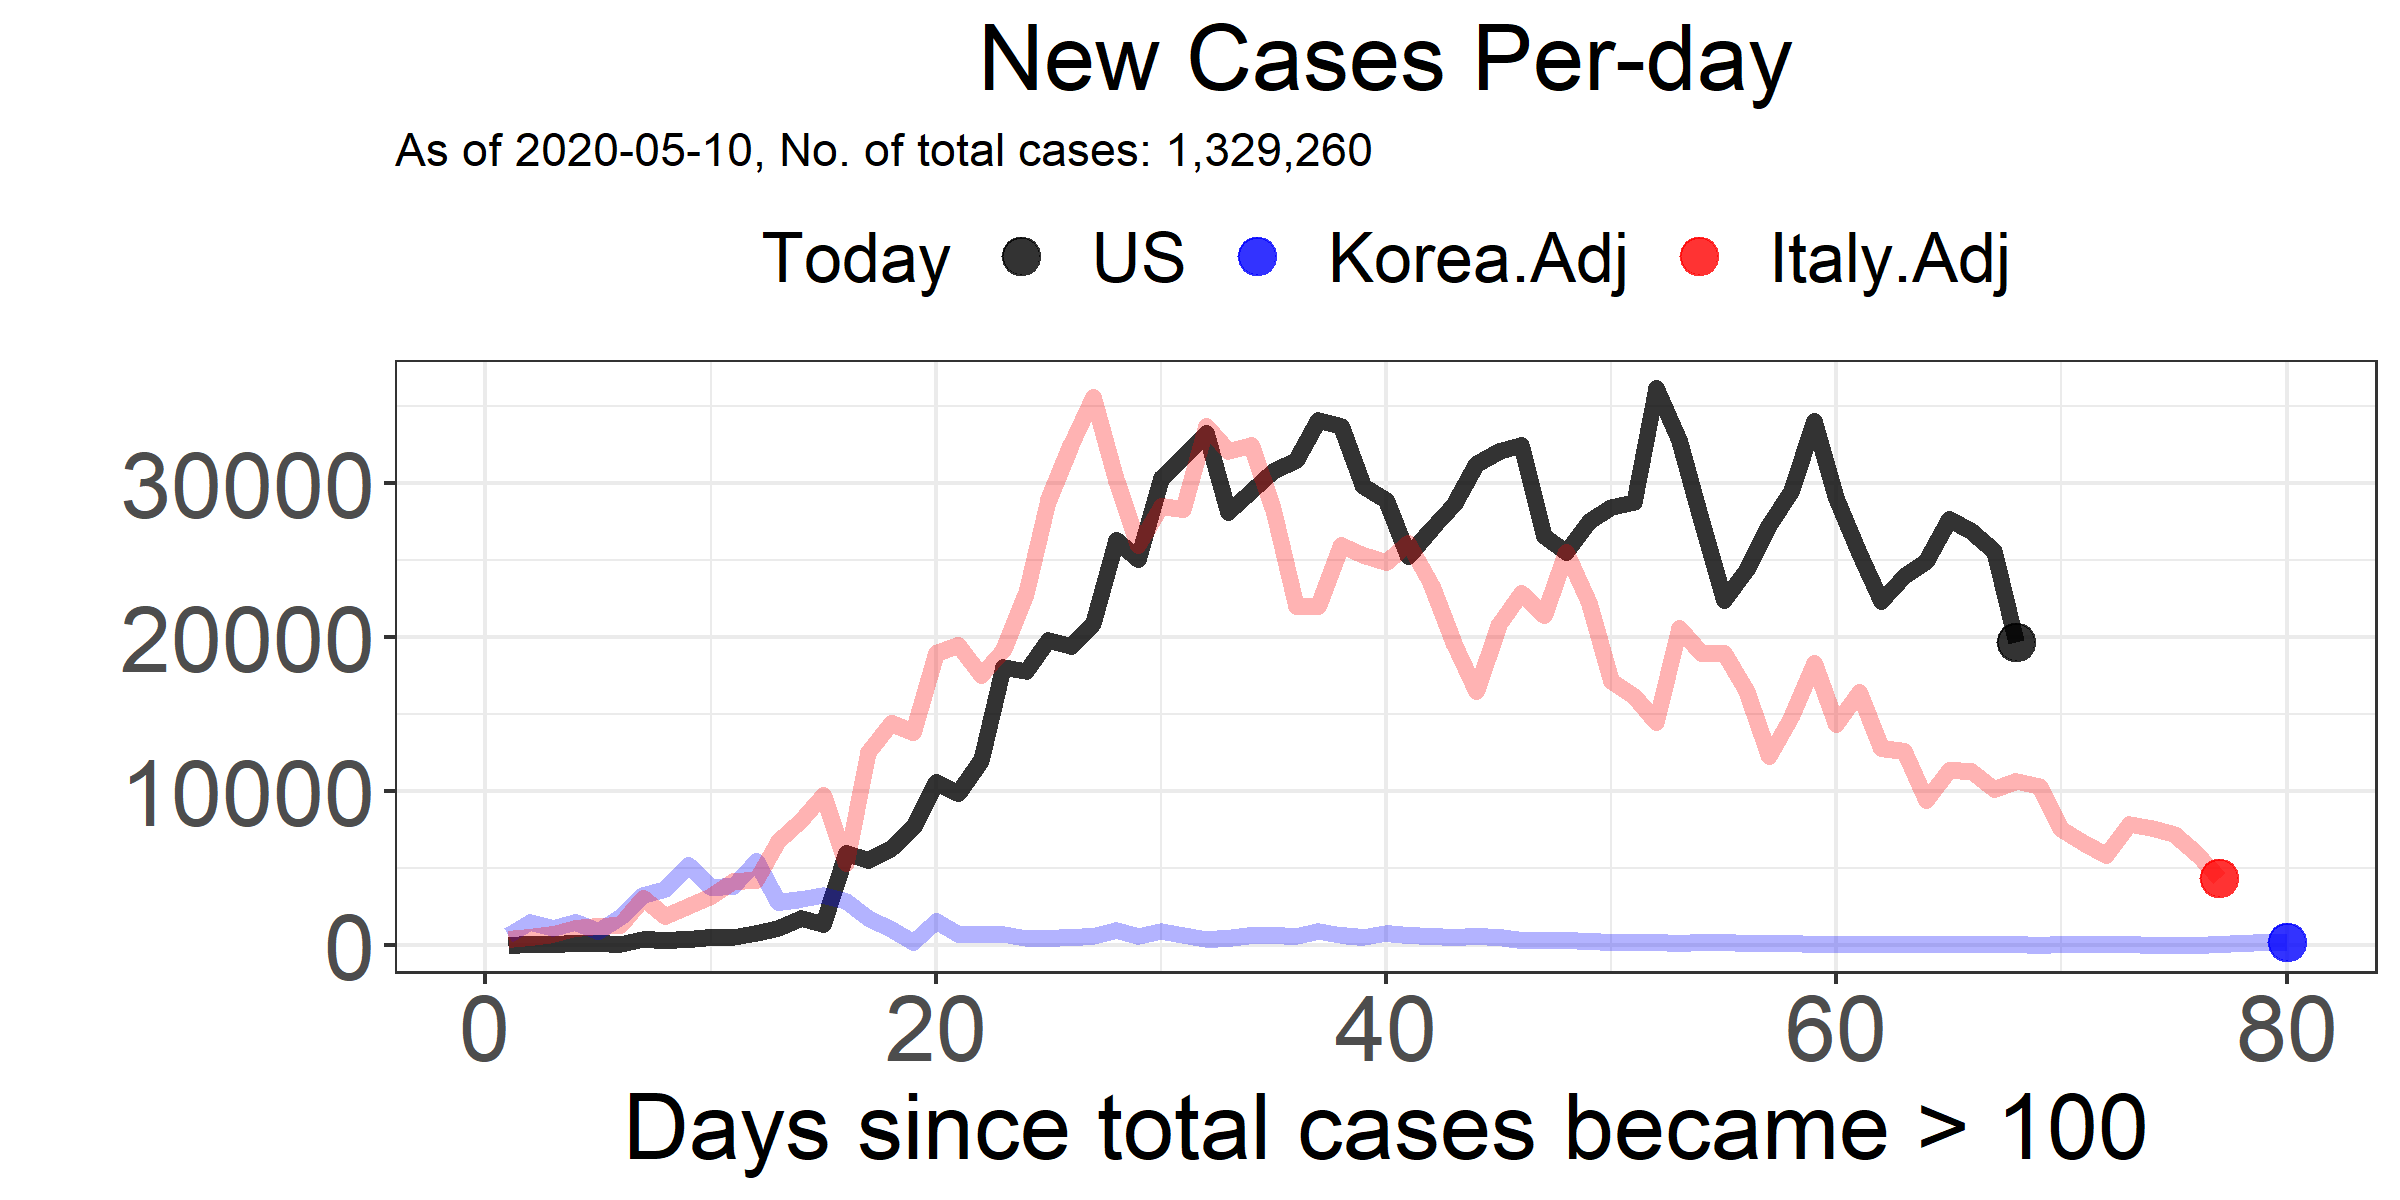 New Cases Per-day
As of 2020-05-10, No. of total cases: 1,329,260
Today US Korea.Adj Italy.Adj
30000
20000
10000
0
0 20 40 60 80
Days since total cases became > 100